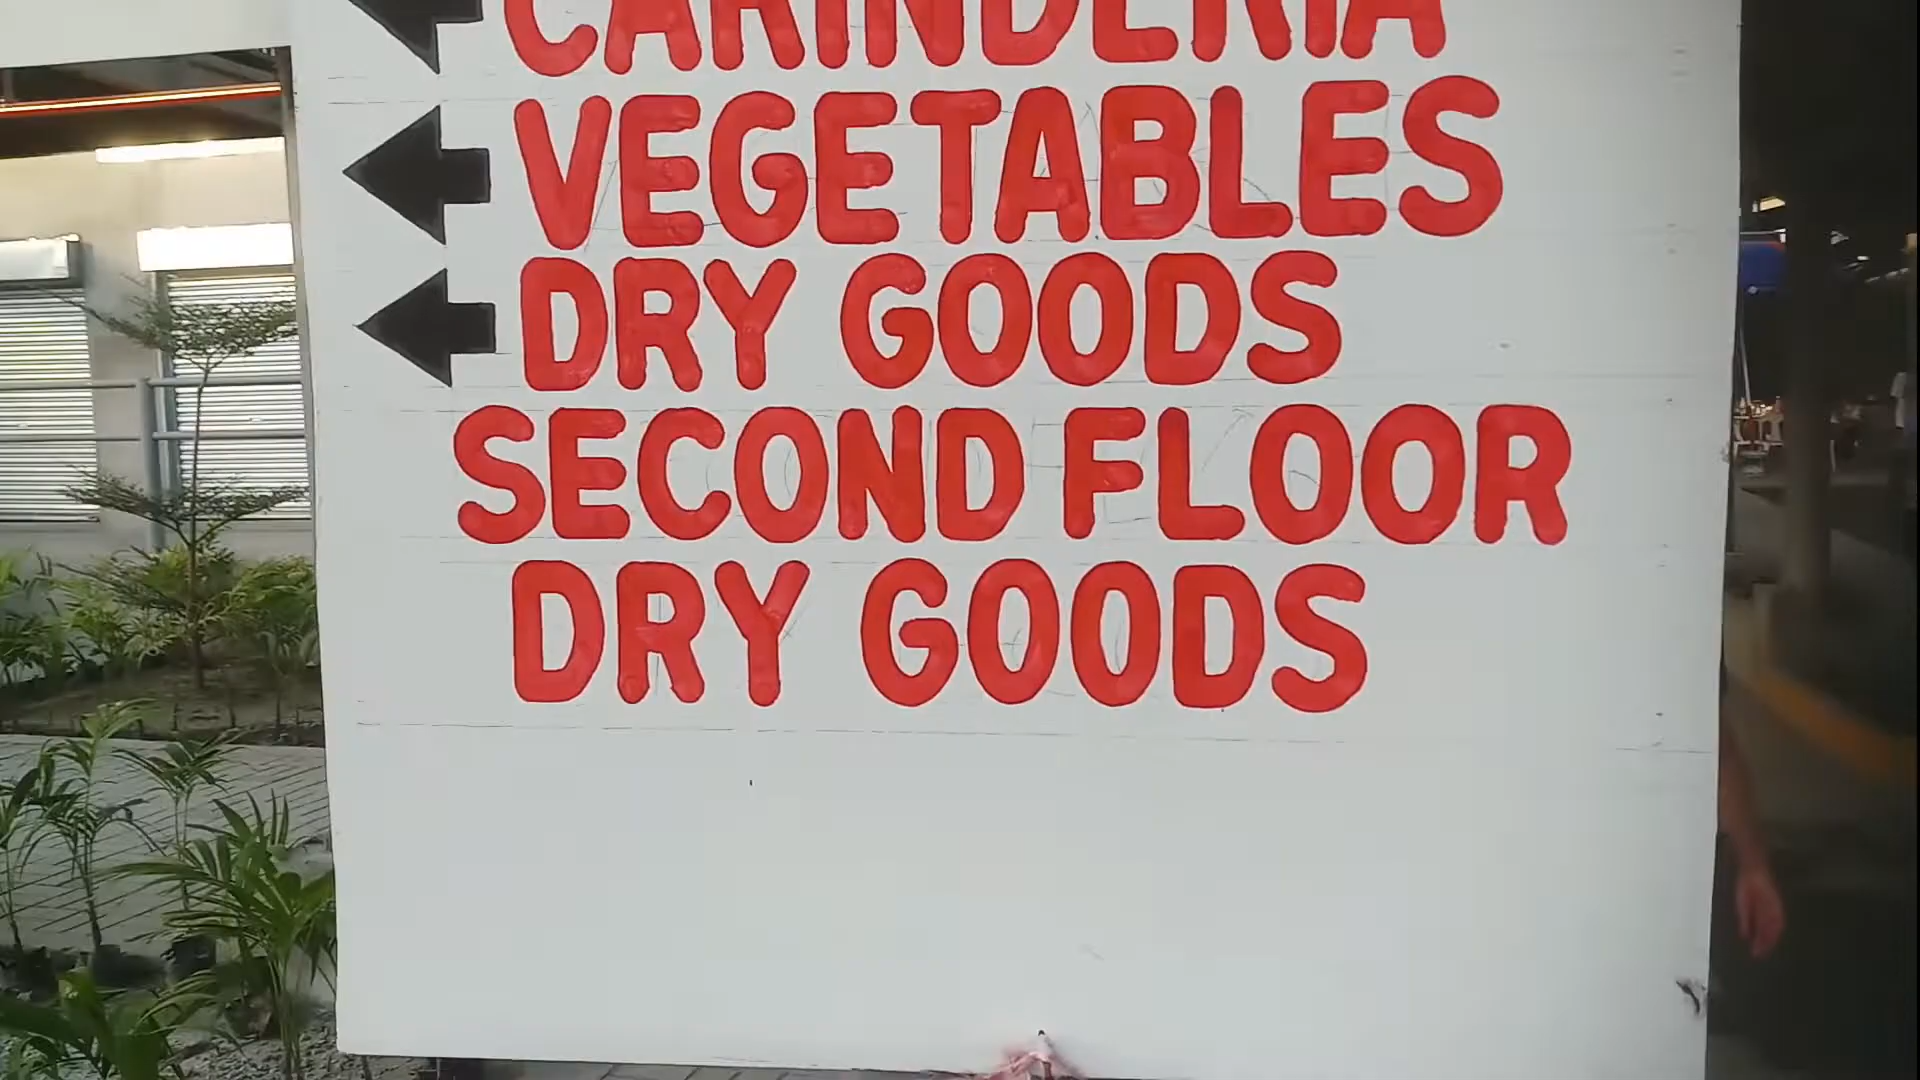 CARINDERIA
VEGETABLES
DRY GOODS
SECOND FLOOR
DRY GOODS